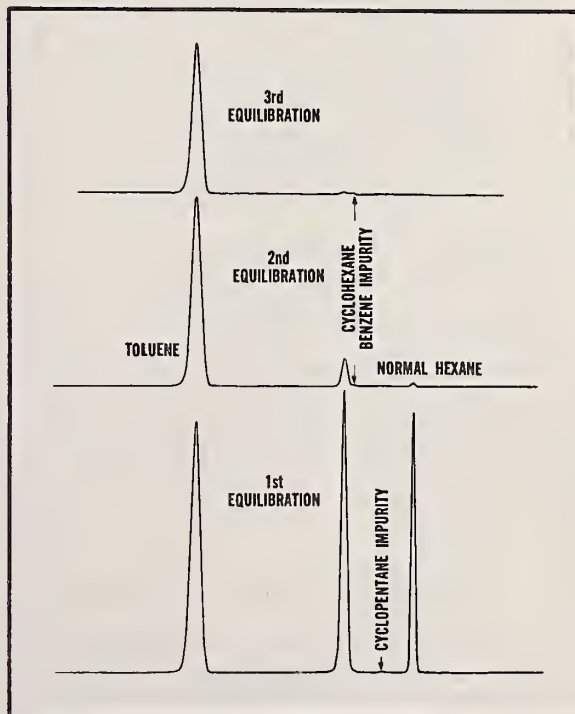 3rd
EQUILIBRATION
2nd
EQUILIBRATION
CYCLOHEXANE
BENZENE IMPURITY
TOLUENE
NORMAL HEXANE
1st
EQUILIBRATION
CYCLOPENTANE IMPURITY